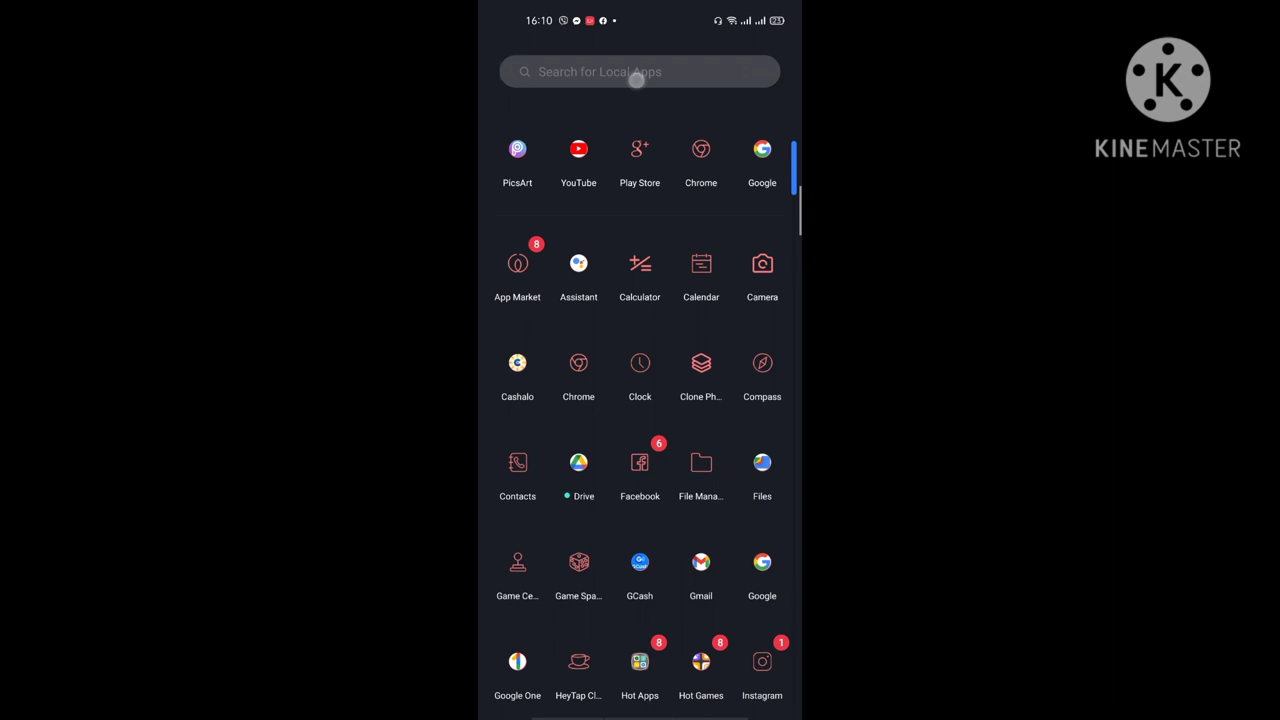 16:10
23
Search for Local Apps
PicsArt YouTube Play Store Chrome Google
8
App Market Assistant Calculator Calendar Camera
Cashalo Chrome Clock Clone Ph... Compass
6
Contacts Drive Facebook File Mana... Files
Game Ce... Game Spa... GCash Gmail Google
8 8 1
Google One HeyTap Cl... Hot Apps Hot Games Instagram
K
KINEMASTER